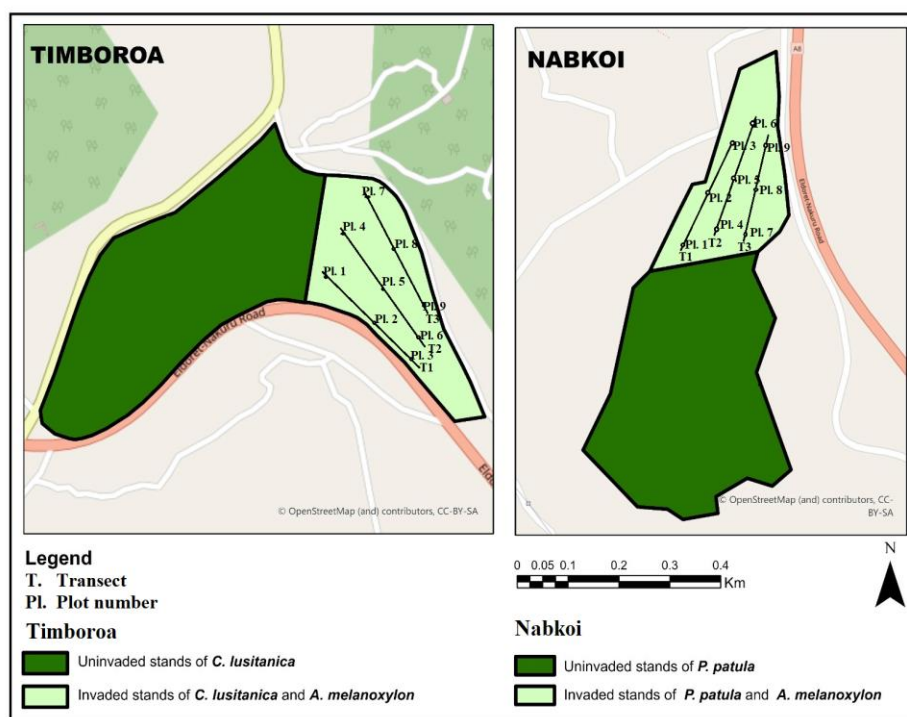 TIMBOROA
Pl. 7
Pl. 4
Pl. 8
Pl. 1
Pl. 5
Pl. 9
Pl. 2
T3
Pl. 6
T2
Pl. 3
T1
Eldoret-Nakuru Road
Eldo
© OpenStreetMap (and) contributors, CC-BY-SA
NABKOI
A8
Pl. 6
Pl. 3
Pl. 9
Pl. 5
Pl. 8
Pl. 2
Pl. 4
Pl. 7
Pl. 1
T2
T3
T1
Eldoret-Nakuru Road
© OpenStreetMap (and) contributors, CC-
BY-SA
Legend
T. Transect
Pl. Plot number
Timboroa
Uninvaded stands of C. lusitanica
Invaded stands of C. lusitanica and A. melanoxylon
0 0.05 0.1 0.2 0.3 0.4
Km
N
Nabkoi
Uninvaded stands of P. patula
Invaded stands of P. patula and A. melanoxylon